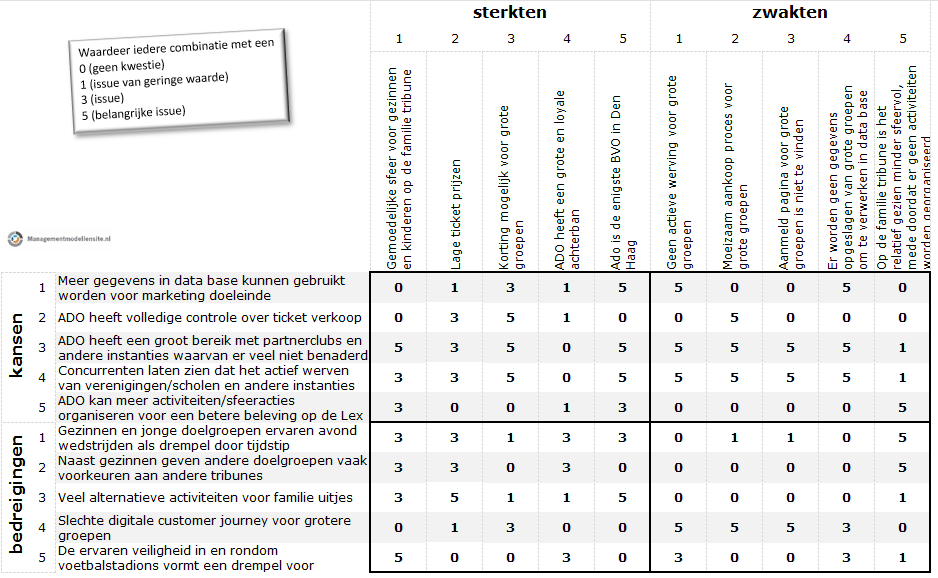 sterkten zwakten
1 2 3 4 5 1 2 3 4 5
Waardeer iedere combinatie met een
0 (geen kwestie)
1 (issue van geringe waarde)
3 (issue)
5 (belangrijke issue)
Gemoedelijke sfeer voor gezinnen
en kinderen op de familie tribune
Lage ticket prijzen
Korting mogelijk voor grote
groepen
ADO heeft een grote en loyale
achterban
Ado is de enigste BVO in Den
Haag
Geen actieve werving voor grote
groepen
Moeizaam aankoop proces voor
grote groepen
Aanmeld pagina voor grote
groepen is niet te vinden
Er worden geen gegevens
opgeslagen van grote groepen
om te verwerken in data base
Op de familie tribune is het
relatief gezien minder sfeervol,
mede doordat er geen activiteiten
worden georganiseerd
Managementmodellensite.nl
kansen
1 Meer gegevens in data base kunnen gebruikt
worden voor marketing doeleinde
0 1 3 1 5 5 0 0 5 0
2 ADO heeft volledige controle over ticket verkoop
0 3 5 1 0 0 5 0 0 0
3 ADO heeft een groot bereik met partnerclubs en
andere instanties waarvan er veel niet benaderd
5 3 5 0 5 5 5 5 5 1
4 Concurrenten laten zien dat het actief werven
van verenigingen/scholen en andere instanties
3 3 5 0 5 5 5 5 5 1
5 ADO kan meer activiteiten/sfeeracties
organiseren voor een betere beleving op de Lex
3 0 0 1 3 0 0 0 0 5
bedreigingen
1 Gezinnen en jonge doelgroepen ervaren avond
wedstrijden als drempel door tijdstip
3 3 1 3 3 0 1 1 0 5
2 Naast gezinnen geven andere doelgroepen vaak
voorkeuren aan andere tribunes
3 3 0 3 0 0 0 0 0 5
3 Veel alternatieve activiteiten voor familie uitjes
3 5 1 1 5 0 0 0 0 1
4 Slechte digitale customer journey voor grotere
groepen
0 1 3 0 0 5 5 5 3 0
5 De ervaren veiligheid in en rondom
voetbalstadions vormt een drempel voor
5 0 0 3 0 3 0 0 3 1